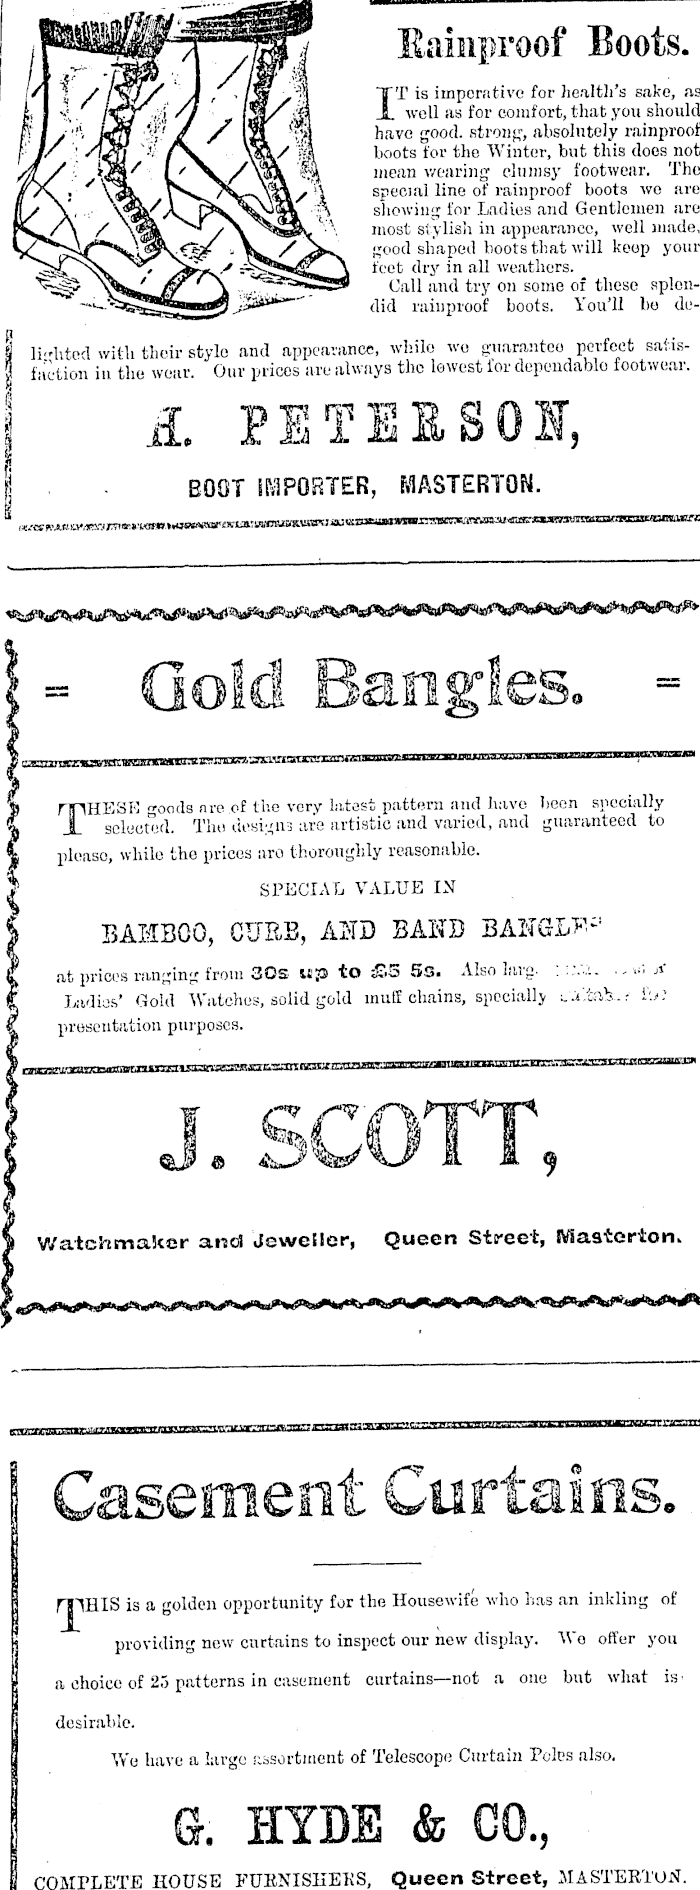 Rainproof Boots.
IT is imperative for health's sake, as
well as for comfort, that you should
have good. strong, absolutely rainproof
boots for the Winter, but this does not
mean wearing clumsy footwear. The
special line of rainproof boots we are
showing for Ladies and Gentlemen are
most stylish in appearance, well made,
good shaped boots that will keep your
feet dry in all weathers.
Call and try on some of these splen-
did rainproof boots. You'll be de-
lighted with their style and appearance, while we guarantee perfect satis-
faction in the wear. Our prices are always the lowest for dependable footwear.
A. PETERSON,
BOOT IMPORTER, MASTERTON.
= Gold Bangles. =
THESE goods are of the very latest pattern and have been specially
selected. The designs are artistic and varied, and guaranteed to
please, while the prices are thoroughly reasonable.
SPECIAL VALUE IN
BAMBOO, CURB, AND BAND BANGLES
at prices ranging from 30s up to £5 5s. Also
Ladies' Gold Watches, solid gold muff chains, specially suitable for
presentation purposes.
J. SCOTT,
Watchmaker and Jeweller, Queen Street, Masterton.
Casement Curtains.
THIS is a golden opportunity for the Housewife who has an inkling of
providing new curtains to inspect our new display. We offer you
a choice of 25 patterns in casement curtains—not a one but what is
desirable.
We have a large assortment of Telescope Curtain Poles also.
G. HYDE & CO.,
COMPLETE HOUSE FURNISHERS, Queen Street, MASTERTON.